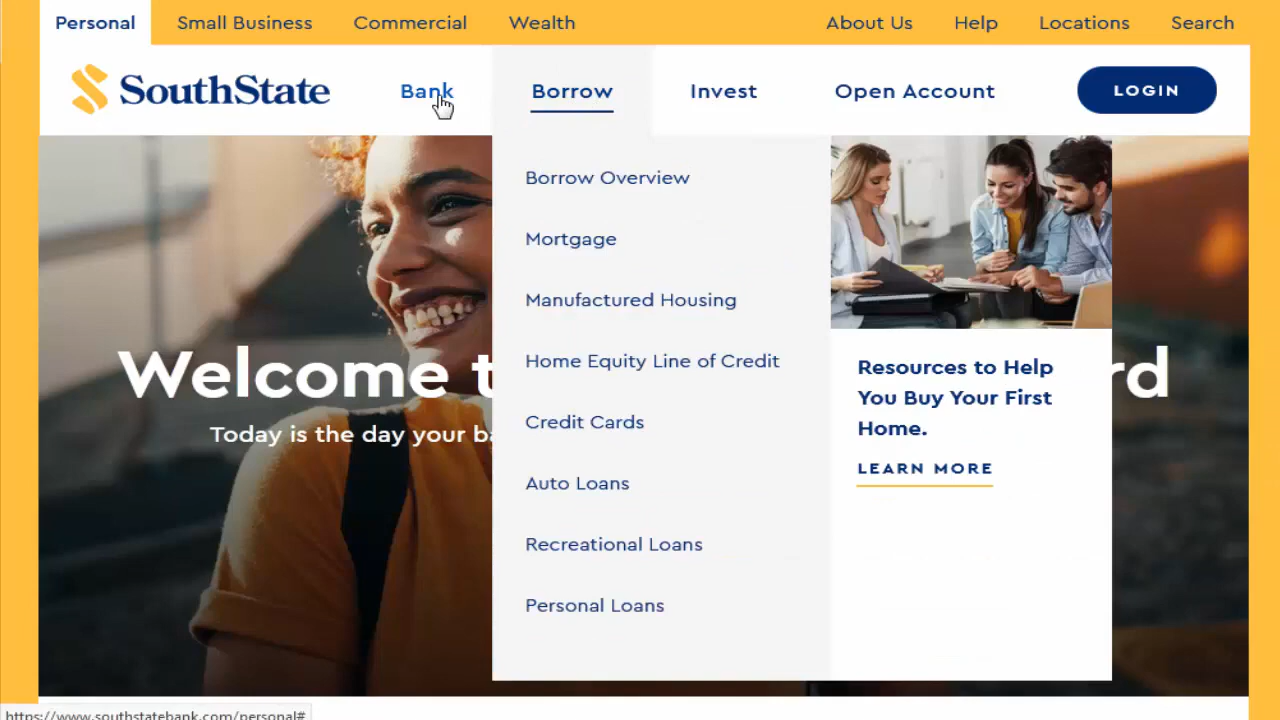 Personal
Small Business
Commercial
Wealth
About Us
Help
Locations
Search
SouthState
Bank
Borrow
Invest
Open Account
LOGIN
Borrow Overview
Mortgage
Manufactured Housing
Home Equity Line of Credit
Credit Cards
Auto Loans
Recreational Loans
Personal Loans
Resources to Help
You Buy Your First
Home.
LEARN MORE
Welcome
Today is the day your
https://www.southstatebank.com/personal#